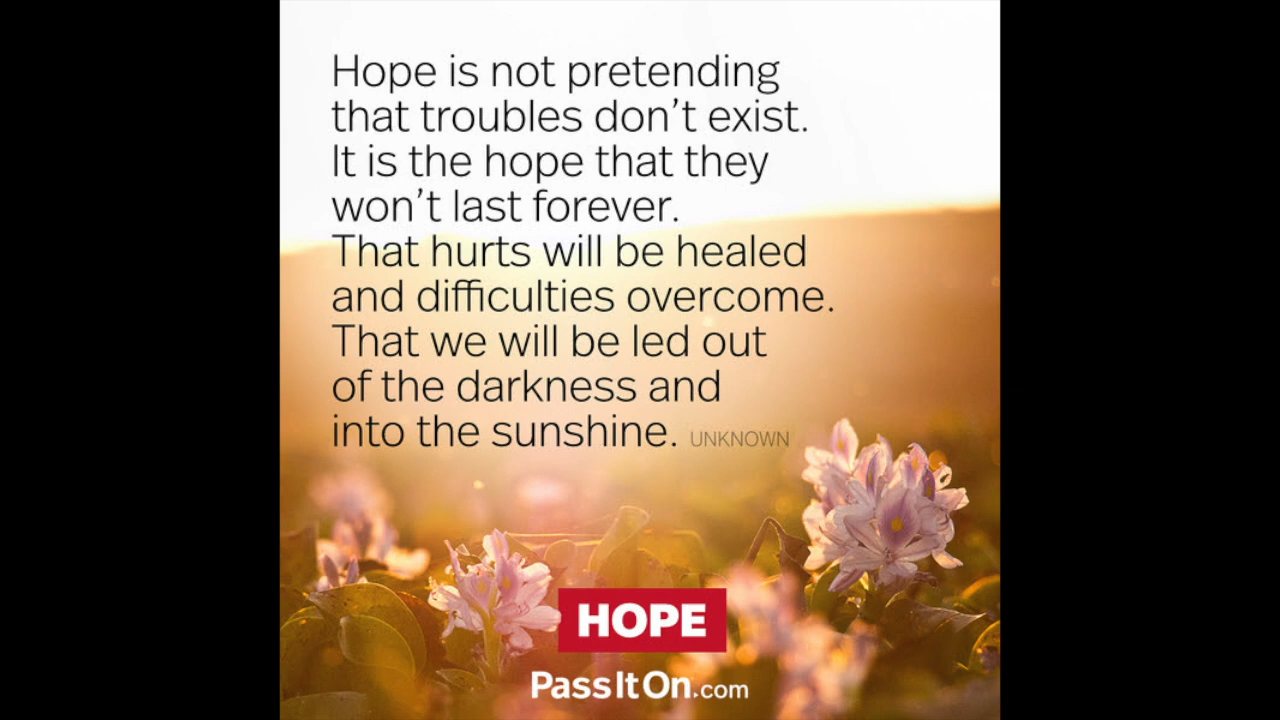 Hope is not pretending
that troubles don’t exist.
It is the hope that they
won’t last forever.
That hurts will be healed
and difficulties overcome.
That we will be led out
of the darkness and
into the sunshine. UNKNOWN
HOPE
PassItOn.com